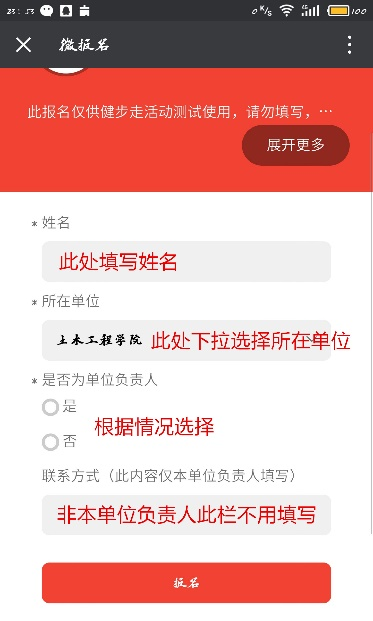 23:53
0 K/s
4G
100
微报名
此报名仅供健步走活动测试使用，请勿填写，…
展开更多
* 姓名
此处填写姓名
* 所在单位
土木工程学院 此处下拉选择所在单位
* 是否为单位负责人
是
根据情况选择
否
联系方式（此内容仅本单位负责人填写）
非本单位负责人此栏不用填写
报名